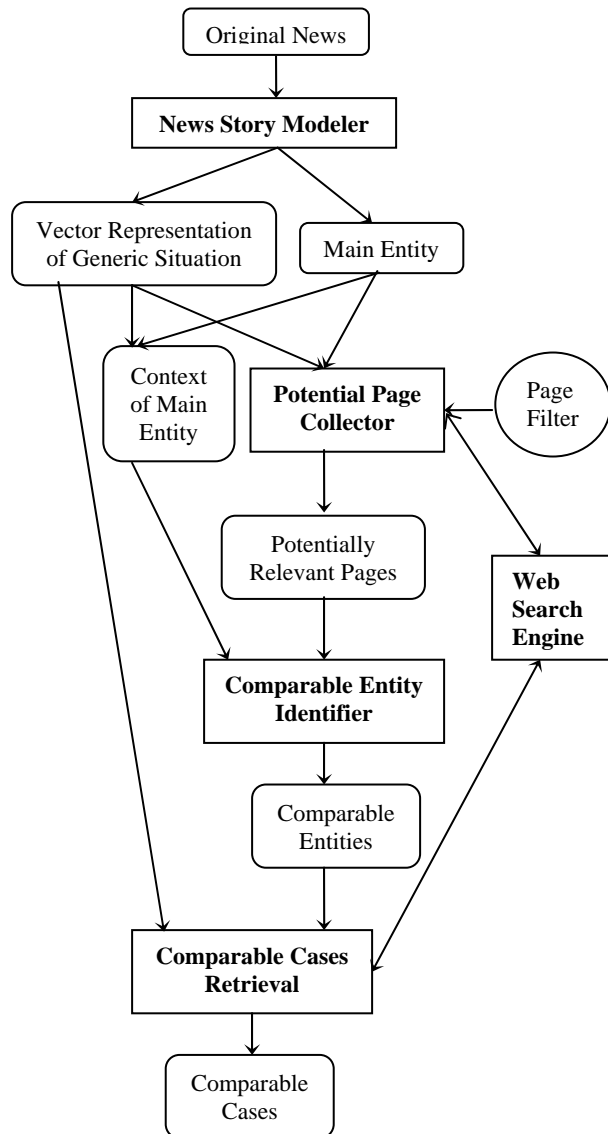 Original News
News Story Modeler
Vector Representation
of Generic Situation
Main Entity
Context
of Main
Entity
Potential Page
Collector
Page
Filter
Potentially
Relevant Pages
Web
Search
Engine
Comparable Entity
Identifier
Comparable
Entities
Comparable Cases
Retrieval
Comparable
Cases